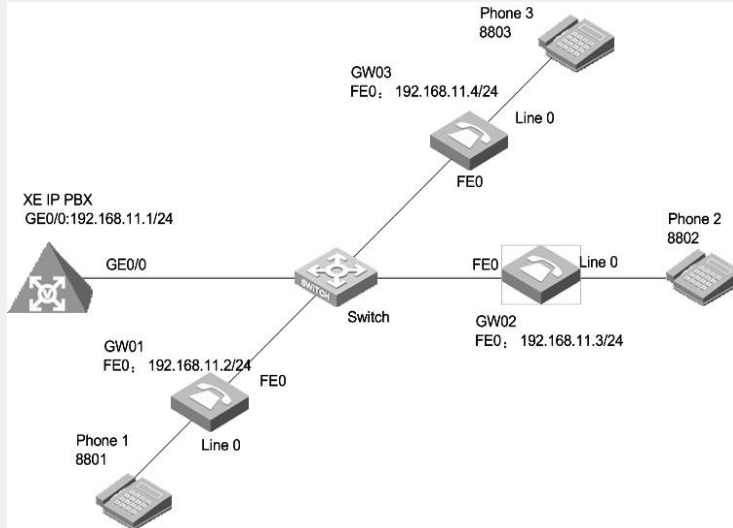 Phone 3
8803
GW03
FE0： 192.168.11.4/24
Line 0
FE0
XE IP PBX
GE0/0:192.168.11.1/24
Phone 2
8802
GE0/0
FE0
Line 0
SWITCH
Switch
GW02
FE0： 192.168.11.3/24
GW01
FE0： 192.168.11.2/24
FE0
Line 0
Phone 1
8801
V